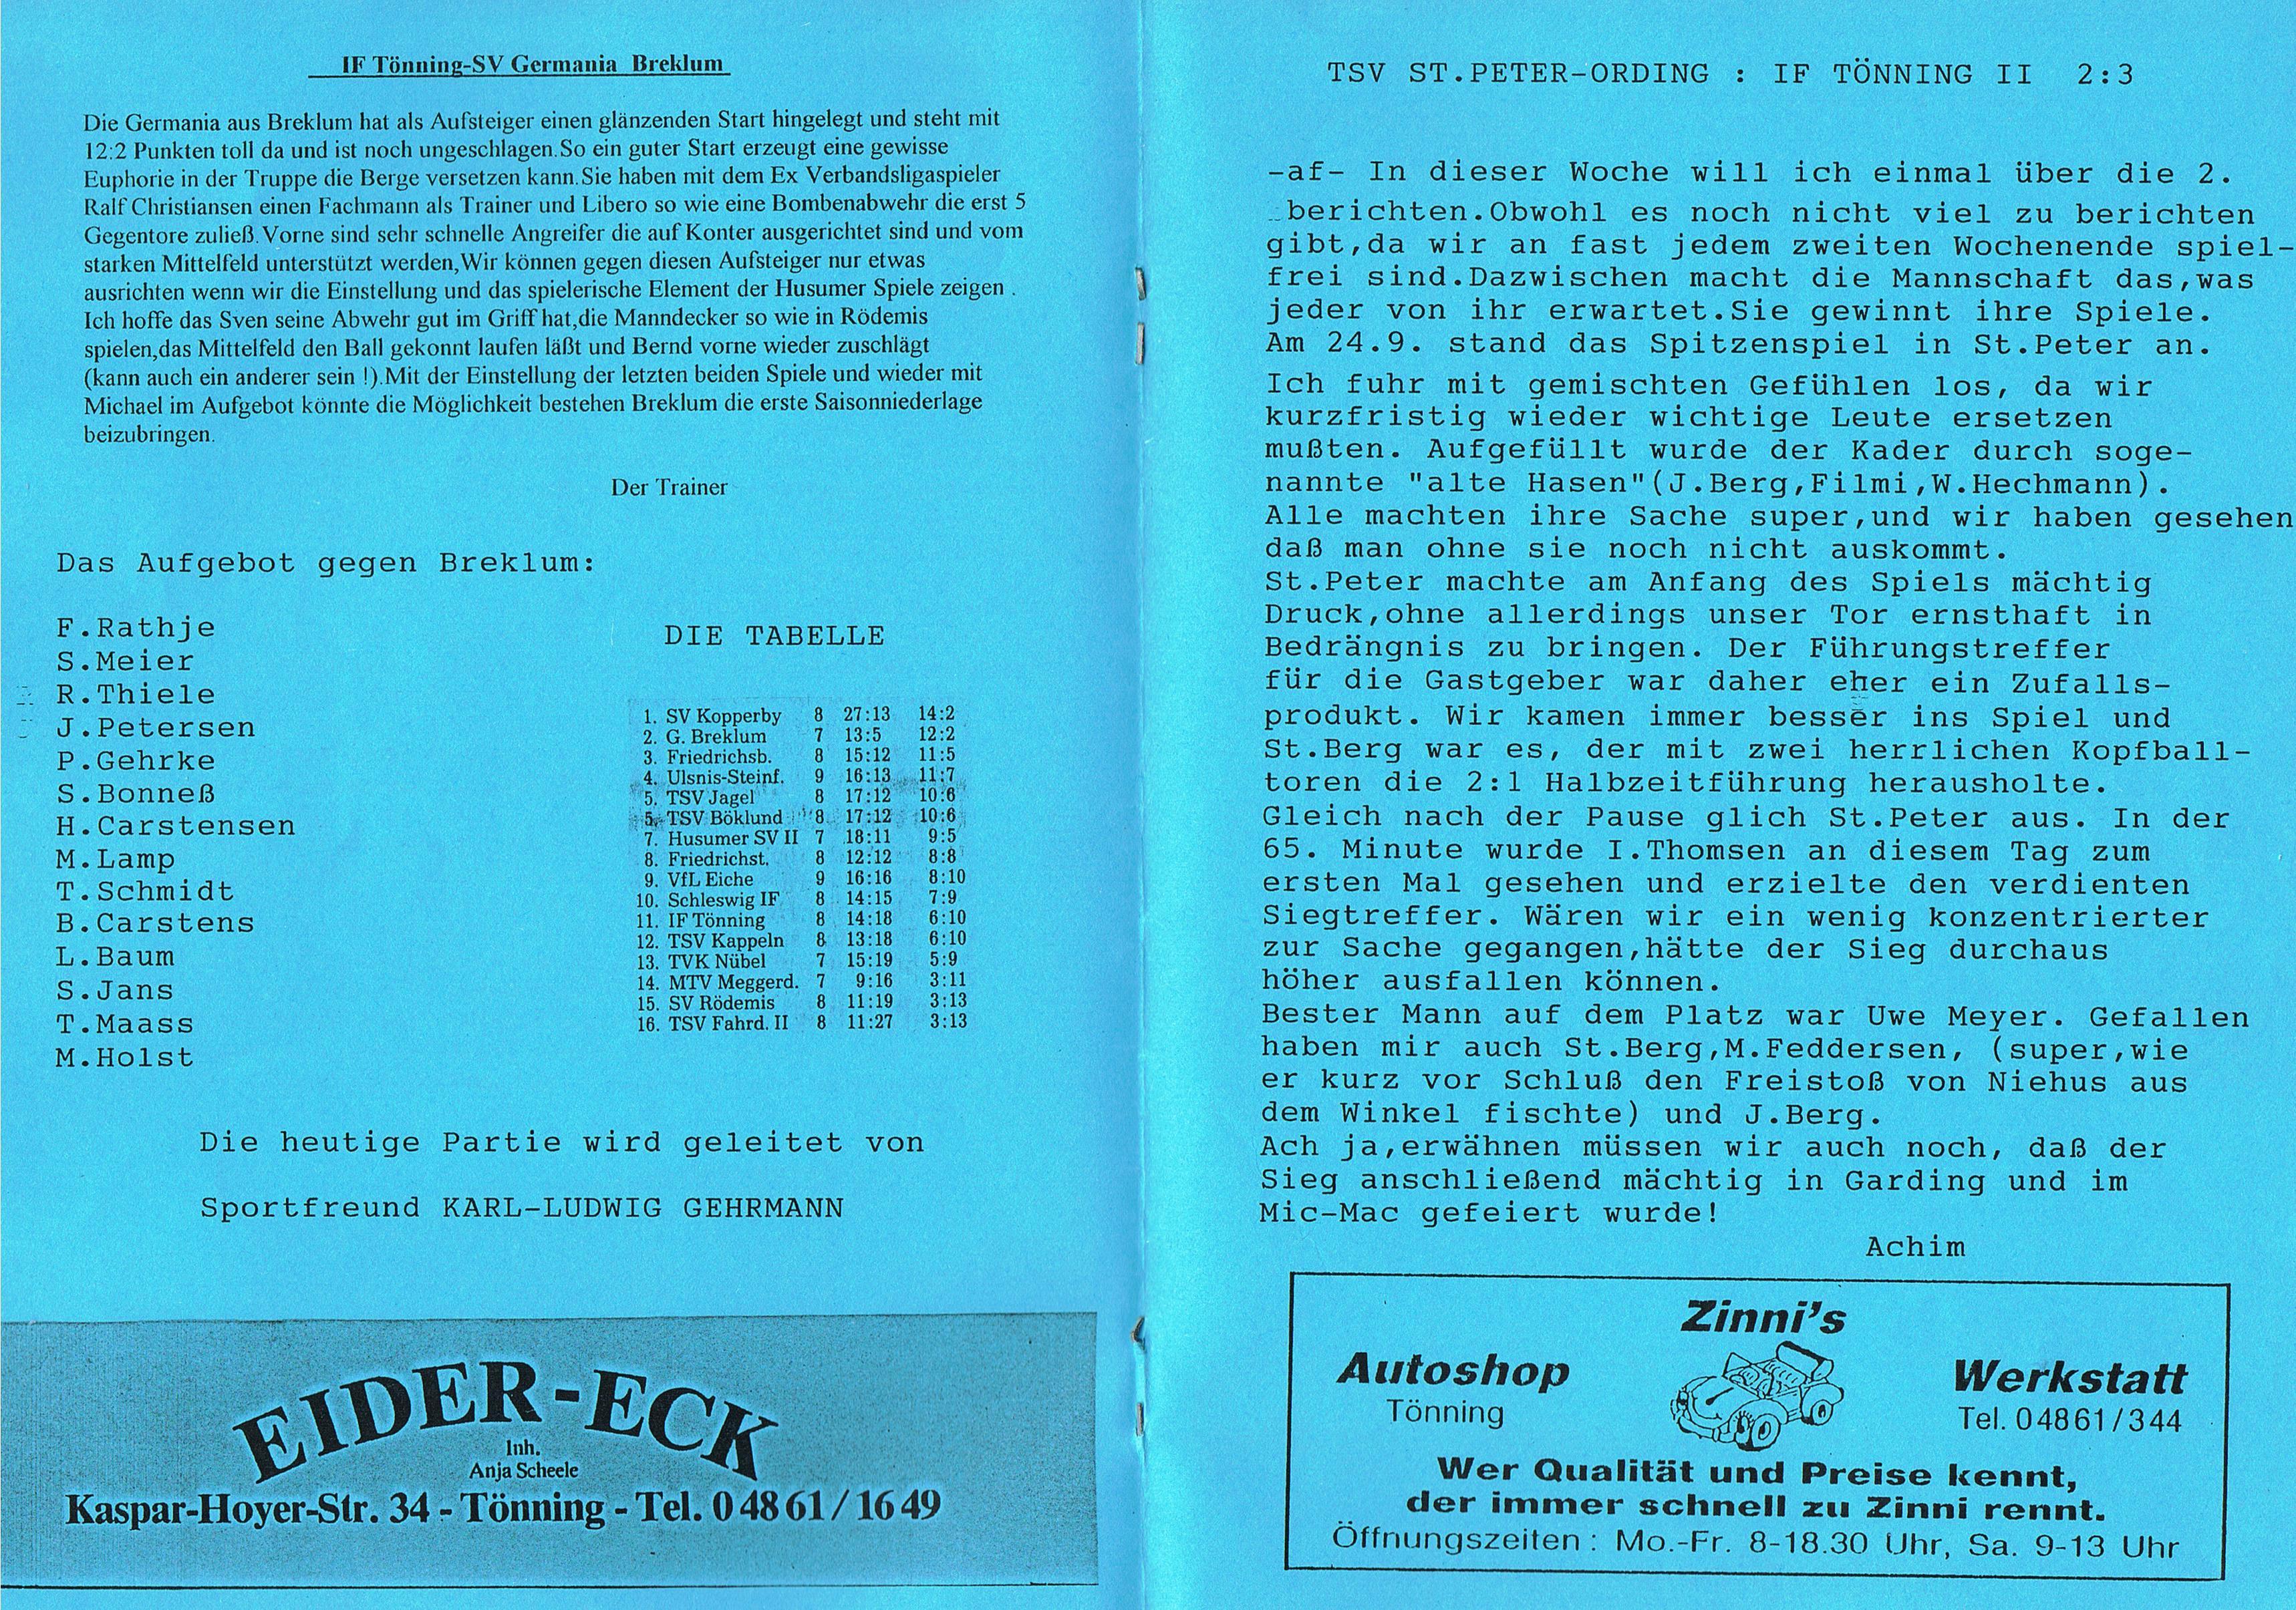 IF Tönning-SV Germania Breklum
Die Germania aus Breklum hat als Aufsteiger einen glänzenden Start hingelegt und steht mit
12:2 Punkten toll da und ist noch ungeschlagen.So ein guter Start erzeugt eine gewisse
Euphorie in der Truppe die Berge versetzen kann.Sie haben mit dem Ex Verbandsligaspieler
Ralf Christiansen einen Fachmann als Trainer und Libero so wie eine Bombenabwehr die erst 5
Gegentore zuließ.Vorne sind sehr schnelle Angreifer die auf Konter ausgerichtet sind und vom
starken Mittelfeld unterstützt werden,Wir können gegen diesen Aufsteiger nur etwas
ausrichten wenn wir die Einstellung und das spielerische Element der Husumer Spiele zeigen .
Ich hoffe das Sven seine Abwehr gut im Griff hat,die Manndecker so wie in Rödemis
spielen,das Mittelfeld den Ball gekonnt laufen läßt und Bernd vorne wieder zuschlägt
(kann auch ein anderer sein !).Mit der Einstellung der letzten beiden Spiele und wieder mit
Michael im Aufgebot könnte die Möglichkeit bestehen Breklum die erste Saisonniederlage
beizubringen.
Der Trainer
Das Aufgebot gegen Breklum:
F.Rathje
S.Meier
R.Thiele
J.Petersen
P.Gehrke
S.Bonneß
H.Carstensen
M.Lamp
T.Schmidt
B.Carstens
L.Baum
S.Jans
T.Maass
M.Holst
DIE TABELLE
1. SV Kopperby 8 27:13 14:2
2. G. Breklum 7 13:5 12:2
3. Friedrichsb. 8 15:12 11:5
4. Ulsnis-Steinf. 9 16:13 11:7
5. TSV Jagel 8 17:12 10:6
5. TSV Böklund 8 17:12 10:6
7. Husumer SV II 7 18:11 9:5
8. Friedrichst. 8 12:12 8:8
9. VfL Eiche 9 16:16 8:10
10. Schleswig IF 8 14:15 7:9
11. IF Tönning 8 14:18 6:10
12. TSV Kappeln 8 13:18 6:10
13. TVK Nübel 7 15:19 5:9
14. MTV Meggerd. 7 9:16 3:11
15. SV Rödemis 8 11:19 3:13
16. TSV Fahrd. II 8 11:27 3:13
Die heutige Partie wird geleitet von
Sportfreund KARL-LUDWIG GEHRMANN
EIDER-ECK
Inh.
Anja Scheele
Kaspar-Hoyer-Str. 34 - Tönning - Tel. 0 48 61 / 16 49
TSV ST.PETER-ORDING : IF TÖNNING II 2:3
-af- In dieser Woche will ich einmal über die 2.
berichten.Obwohl es noch nicht viel zu berichten
gibt,da wir an fast jedem zweiten Wochenende spiel-
frei sind.Dazwischen macht die Mannschaft das,was
jeder von ihr erwartet.Sie gewinnt ihre Spiele.
Am 24.9. stand das Spitzenspiel in St.Peter an.
Ich fuhr mit gemischten Gefühlen los, da wir
kurzfristig wieder wichtige Leute ersetzen
mußten. Aufgefüllt wurde der Kader durch soge-
nannte "alte Hasen"(J.Berg,Filmi,W.Hechmann).
Alle machten ihre Sache super,und wir haben gesehen
daß man ohne sie noch nicht auskommt.
St.Peter machte am Anfang des Spiels mächtig
Druck,ohne allerdings unser Tor ernsthaft in
Bedrängnis zu bringen. Der Führungstreffer
für die Gastgeber war daher eher ein Zufalls-
produkt. Wir kamen immer besser ins Spiel und
St.Berg war es, der mit zwei herrlichen Kopfball-
toren die 2:1 Halbzeitführung herausholte.
Gleich nach der Pause glich St.Peter aus. In der
65. Minute wurde I.Thomsen an diesem Tag zum
ersten Mal gesehen und erzielte den verdienten
Siegtreffer. Wären wir ein wenig konzentrierter
zur Sache gegangen,hätte der Sieg durchaus
höher ausfallen können.
Bester Mann auf dem Platz war Uwe Meyer. Gefallen
haben mir auch St.Berg,M.Feddersen, (super,wie
er kurz vor Schluß den Freistoß von Niehus aus
dem Winkel fischte) und J.Berg.
Ach ja,erwähnen müssen wir auch noch, daß der
Sieg anschließend mächtig in Garding und im
Mic-Mac gefeiert wurde!
Achim
Zinni's
Autoshop
Tönning
Werkstatt
Tel. 0 48 61 / 344
Wer Qualität und Preise kennt,
der immer schnell zu Zinni rennt.
Öffnungszeiten : Mo.-Fr. 8-18.30 Uhr, Sa. 9-13 Uhr